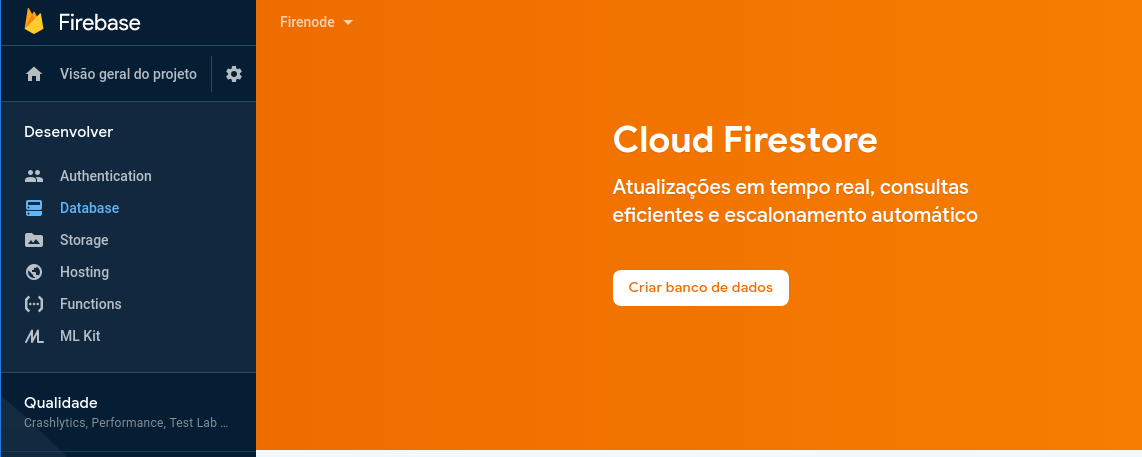 Firebase
Firenode
Visão geral do projeto
Desenvolver
Authentication
Database
Storage
Hosting
Functions
ML Kit
Qualidade
Crashlytics, Performance, Test Lab ...
Cloud Firestore
Atualizações em tempo real, consultas
eficientes e escalonamento automático
Criar banco de dados